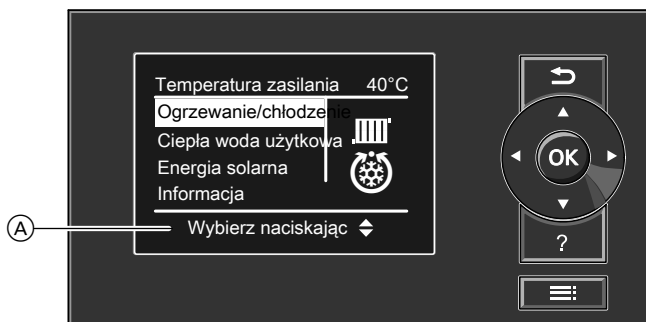 Temperatura zasilania 40°C
Ogrzewanie/chłodzenie
Ciepła woda użytkowa
Energia solarna
Informacja
Wybierz naciskając
A
OK
?